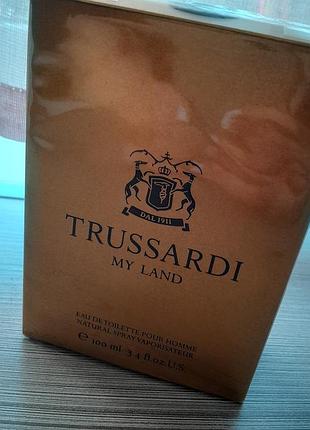 DAL 1911
TRUSSARDI
MY LAND
EAU DE TOILETTE POUR HOMME
NATURAL SPRAY VAPORISATEUR
e 100 ml 3.4 fl.oz.U.S.